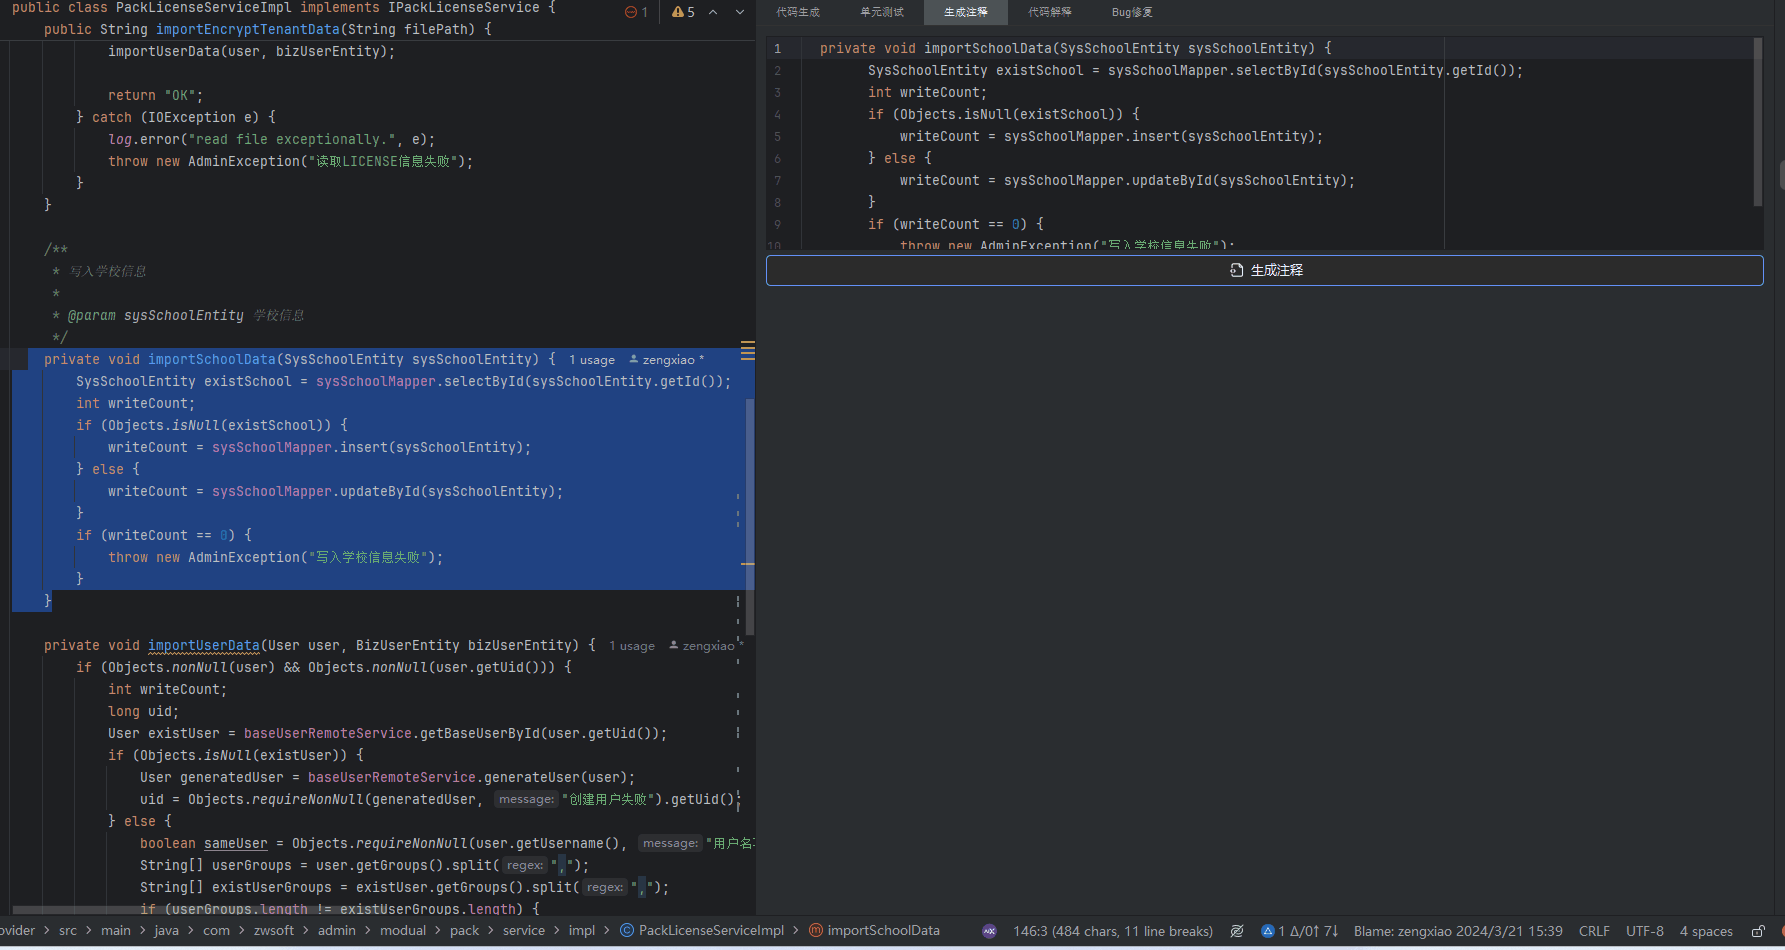 public class PackLicenseServiceImpl implements IPackLicenseService {
1 5
public String importEncryptTenantData(String filePath) {
importUserData(user, bizUserEntity);
return "OK";
} catch (IOException e) {
log.error("read file exceptionally.", e);
throw new AdminException("读取LICENSE信息失败");
}
}
/**
* 写入学校信息
*
* @param sysSchoolEntity 学校信息
*/
private void importSchoolData(SysSchoolEntity sysSchoolEntity) { 1 usage zengxiao *
SysSchoolEntity existSchool = sysSchoolMapper.selectById(sysSchoolEntity.getId());
int writeCount;
if (Objects.isNull(existSchool)) {
writeCount = sysSchoolMapper.insert(sysSchoolEntity);
} else {
writeCount = sysSchoolMapper.updateById(sysSchoolEntity);
}
if (writeCount == 0) {
throw new AdminException("写入学校信息失败");
}
}
private void importUserData(User user, BizUserEntity bizUserEntity) { 1 usage zengxiao *
if (Objects.nonNull(user) && Objects.nonNull(user.getUid())) {
int writeCount;
long uid;
User existUser = baseUserRemoteService.getBaseUserById(user.getUid());
if (Objects.isNull(existUser)) {
User generatedUser = baseUserRemoteService.generateUser(user);
uid = Objects.requireNonNull(generatedUser, message: "创建用户失败").getUid();
} else {
boolean sameUser = Objects.requireNonNull(user.getUsername(), message: "用户名
String[] userGroups = user.getGroups().split( regex: ",");
String[] existUserGroups = existUser.getGroups().split( regex: ",");
if (userGroups.length != existUserGroups.length) {
代码生成 单元测试 生成注释 代码解释 Bug修复
1 private void importSchoolData(SysSchoolEntity sysSchoolEntity) {
2 SysSchoolEntity existSchool = sysSchoolMapper.selectById(sysSchoolEntity.getId());
3 int writeCount;
4 if (Objects.isNull(existSchool)) {
5 writeCount = sysSchoolMapper.insert(sysSchoolEntity);
6 } else {
7 writeCount = sysSchoolMapper.updateById(sysSchoolEntity);
8 }
9 if (writeCount == 0) {
10 throw new AdminException("写入学校信息失败");
生成注释
ovider > src > main > java > com > zwsoft > admin > modual > pack > service > impl > PackLicenseServiceImpl > importSchoolData
146:3 (484 chars, 11 line breaks) 1 Δ/0↑ 7↓ Blame: zengxiao 2024/3/21 15:39 CRLF UTF-8 4 spaces